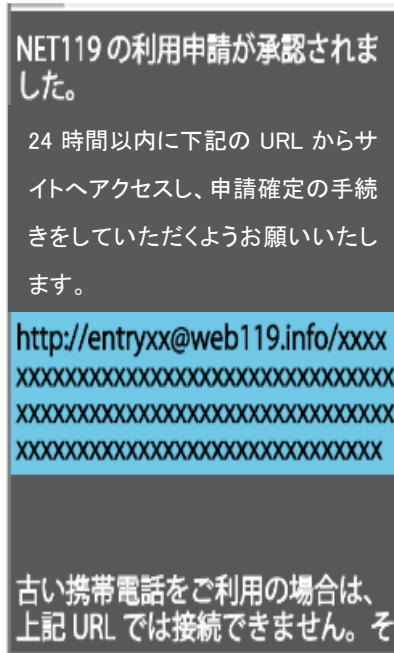 NET119の利用申請が承認されま
した。
24 時間以内に下記の URL からサ
イトへアクセスし、申請確定の手続
きをしていただくようお願いいたし
ます。
http://entryxx@web119.info/xxxx
xxxxxxxxxxxxxxxxxxxxxxxxxxxxxxx
xxxxxxxxxxxxxxxxxxxxxxxxxxxxxxx
xxxxxxxxxxxxxxxxxxxxxxxxxxxxxx
古い携帯電話をご利用の場合は、
上記 URL では接続できません。そ